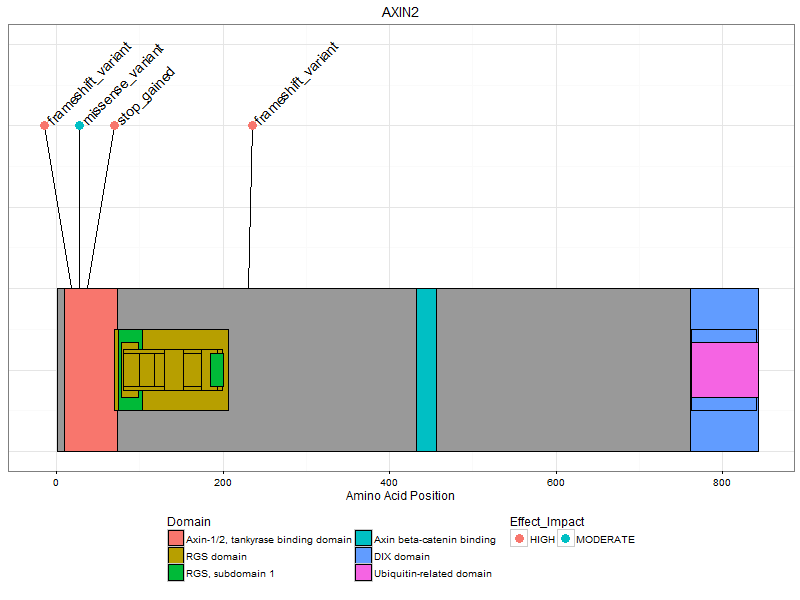 AXIN2
frameshift_variant
missense_variant
stop_gained
frameshift_variant
0 200 400 600 800
Amino Acid Position
Domain
Axin-1/2, tankyrase binding domain
Axin beta-catenin binding
RGS domain
DIX domain
RGS, subdomain 1
Ubiquitin-related domain
Effect_Impact
HIGH MODERATE